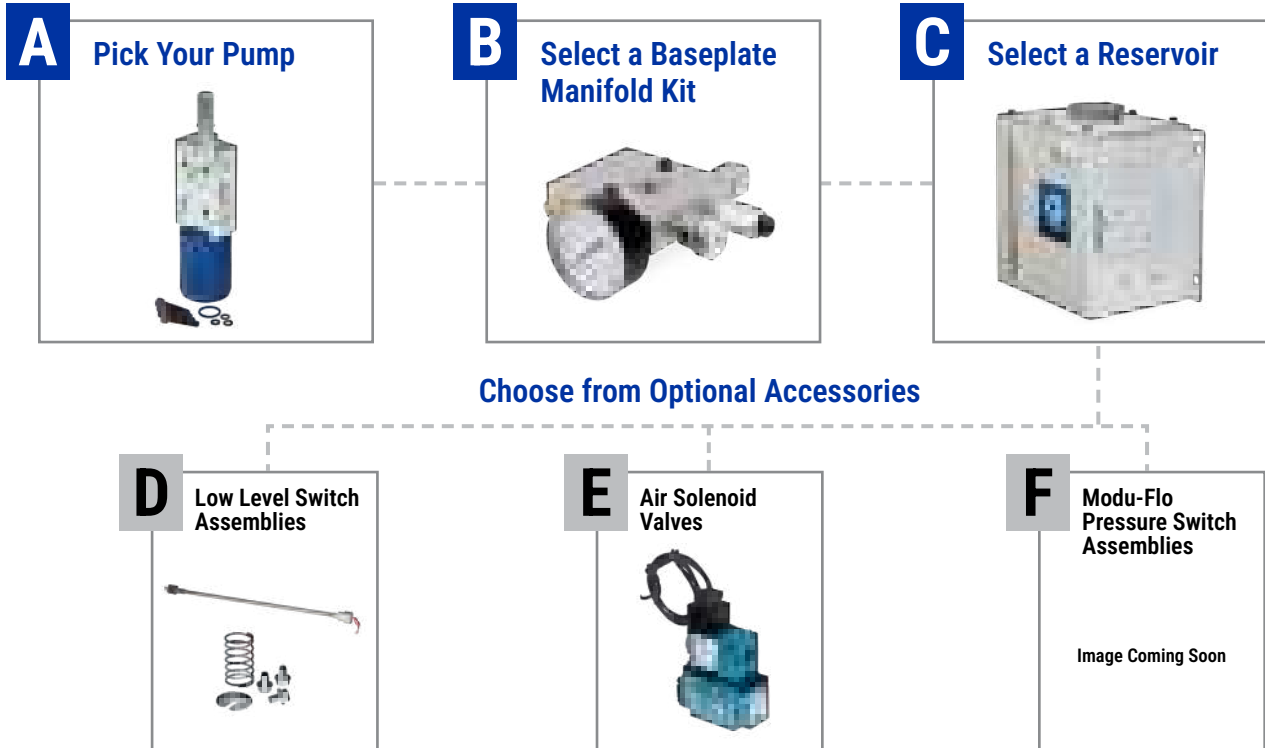 A
Pick Your Pump
B
Select a Baseplate
Manifold Kit
C
Select a Reservoir
Choose from Optional Accessories
D
Low Level Switch
Assemblies
E
Air Solenoid
Valves
F
Modu-Flo
Pressure Switch
Assemblies
Image Coming Soon